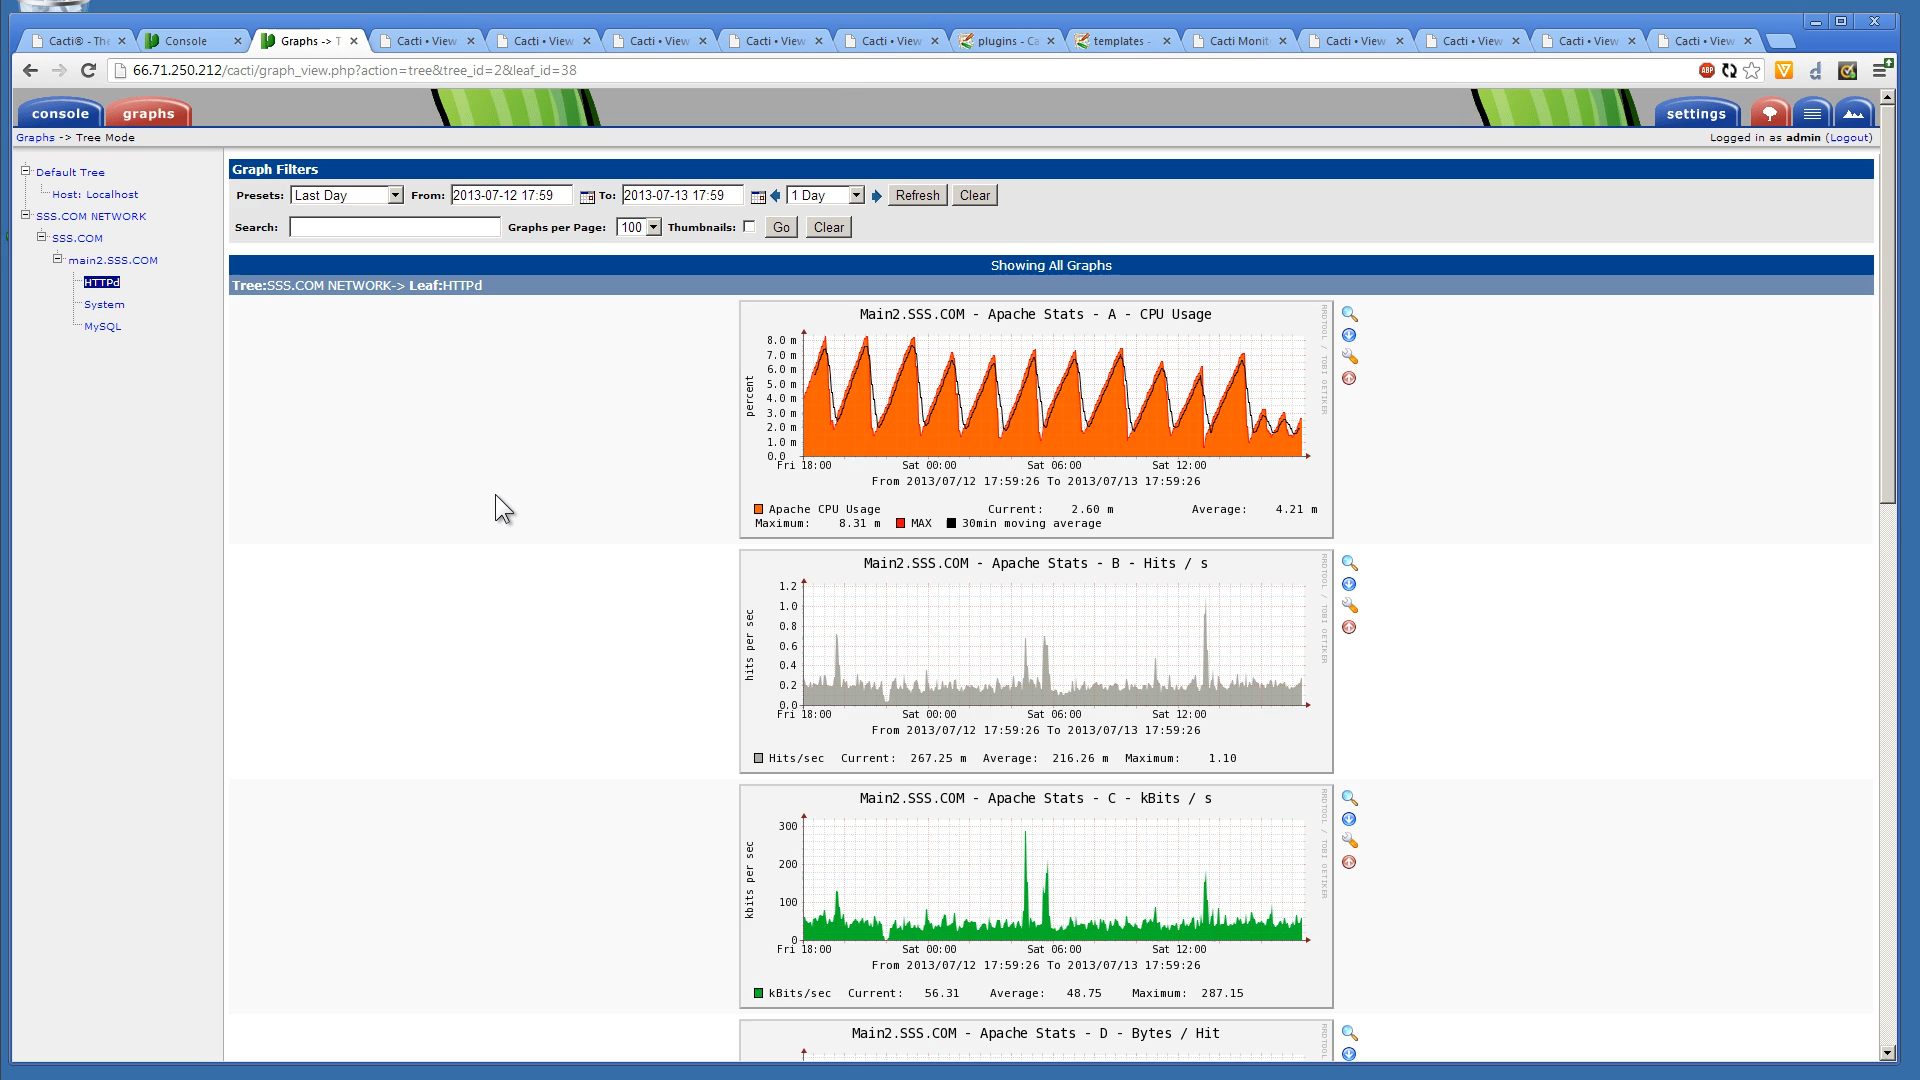 Cacti® - The
Console
Graphs -> T
Cacti • View
Cacti • View
Cacti • View
Cacti • View
Cacti • View
plugins - Ca
templates -
Cacti Monit
Cacti • View
Cacti • View
Cacti • View
Cacti • View
66.71.250.212/cacti/graph_view.php?action=tree&tree_id=2&leaf_id=38
ABP
console
graphs
settings
Graphs -> Tree Mode
Logged in as admin (Logout)
Default Tree
Host: Localhost
SSS.COM NETWORK
SSS.COM
main2.SSS.COM
HTTPd
System
MySQL
Graph Filters
Presets: Last Day From: 2013-07-12 17:59 To: 2013-07-13 17:59 1 Day Refresh Clear
Search: Graphs per Page: 100 Thumbnails: Go Clear
Showing All Graphs
Tree:SSS.COM NETWORK-> Leaf:HTTPd
Main2.SSS.COM - Apache Stats - A - CPU Usage
RRDTOOL / TOBI OETIKER
percent
8.0 m
7.0 m
6.0 m
5.0 m
4.0 m
3.0 m
2.0 m
1.0 m
0.0
Fri 18:00 Sat 00:00 Sat 06:00 Sat 12:00
From 2013/07/12 17:59:26 To 2013/07/13 17:59:26
Apache CPU Usage Current: 2.60 m Average: 4.21 m
Maximum: 8.31 m MAX 30min moving average
Main2.SSS.COM - Apache Stats - B - Hits / s
RRDTOOL / TOBI OETIKER
hits per sec
1.2
1.0
0.8
0.6
0.4
0.2
0.0
Fri 18:00 Sat 00:00 Sat 06:00 Sat 12:00
From 2013/07/12 17:59:26 To 2013/07/13 17:59:26
Hits/sec Current: 267.25 m Average: 216.26 m Maximum: 1.10
Main2.SSS.COM - Apache Stats - C - kBits / s
RRDTOOL / TOBI OETIKER
kbits per sec
300
200
100
0
Fri 18:00 Sat 00:00 Sat 06:00 Sat 12:00
From 2013/07/12 17:59:26 To 2013/07/13 17:59:26
kBits/sec Current: 56.31 Average: 48.75 Maximum: 287.15
Main2.SSS.COM - Apache Stats - D - Bytes / Hit
RRDTOOL